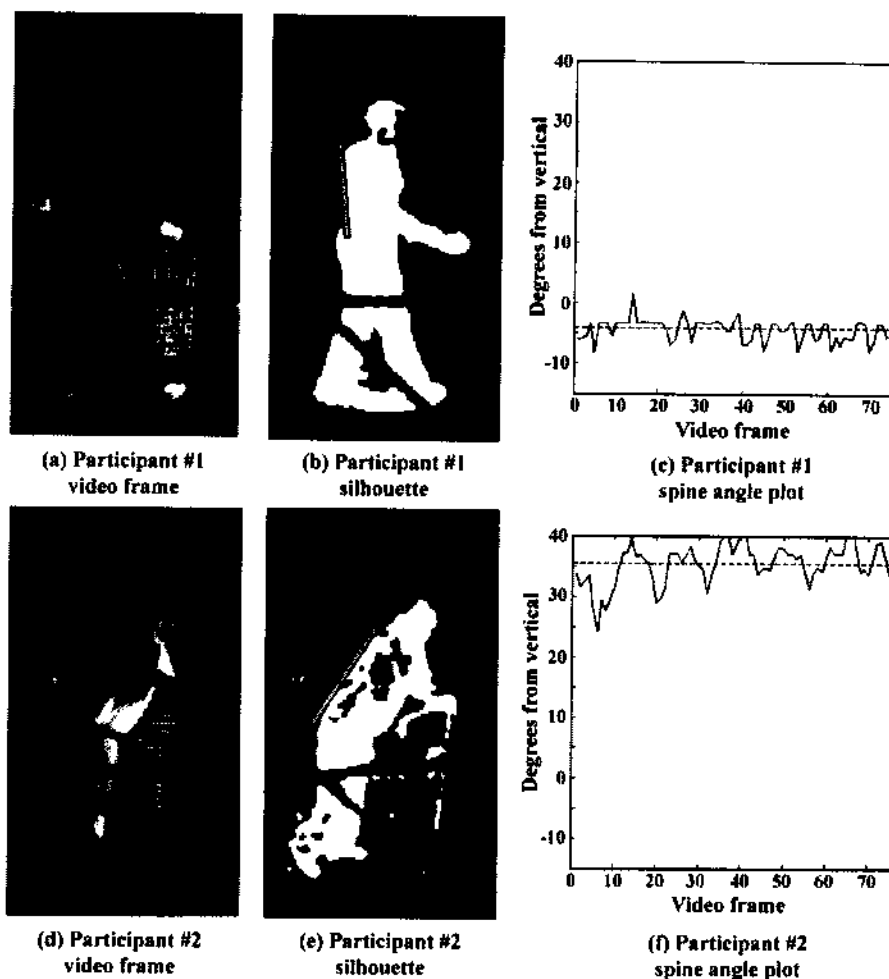 40
30
20
10
0
-10
Degrees from vertical
0 10 20 30 40 50 60 70
Video frame
(a) Participant #1
video frame
(b) Participant #1
silhouette
(c) Participant #1
spine angle plot
40
30
20
10
0
-10
Degrees from vertical
0 10 20 30 40 50 60 70
Video frame
(d) Participant #2
video frame
(e) Participant #2
silhouette
(f) Participant #2
spine angle plot